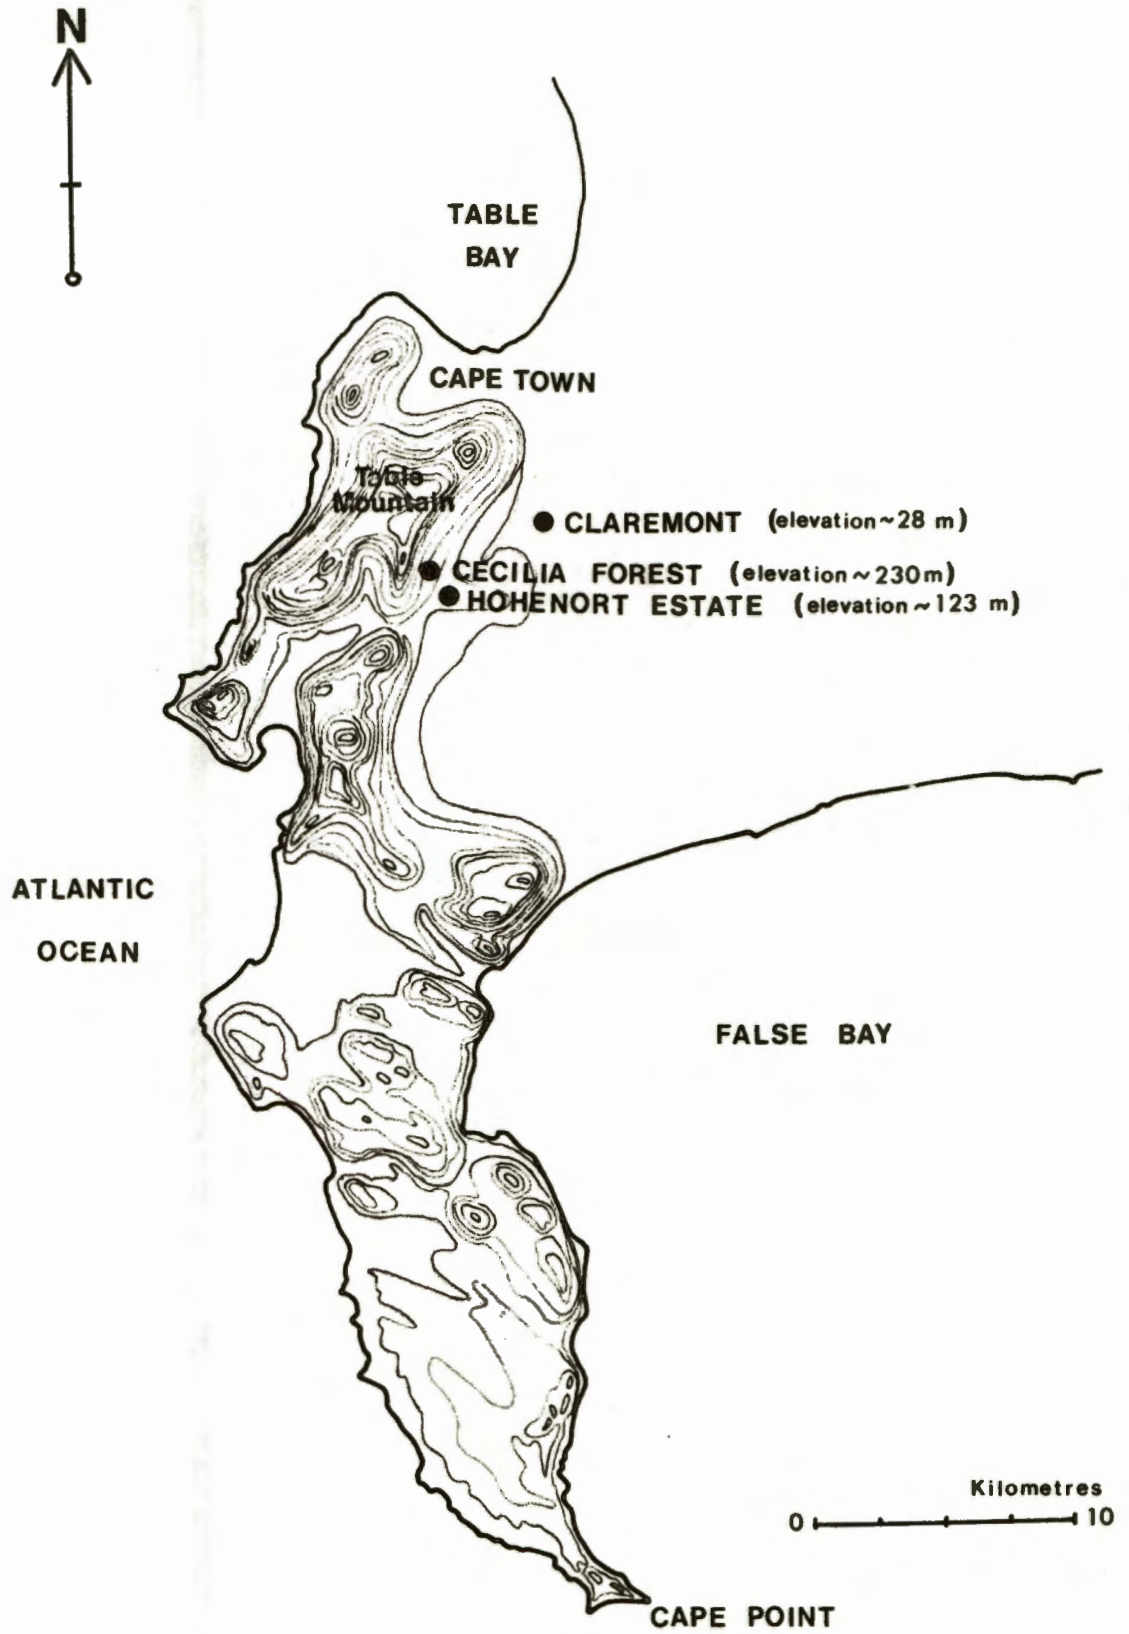 N
TABLE
BAY
CAPE TOWN
Table
Mountain
CLAREMONT (elevation~28 m)
CECILIA FOREST (elevation~230m)
HOHENORT ESTATE (elevation~123 m)
ATLANTIC
OCEAN
FALSE BAY
Kilometres
0 10
CAPE POINT